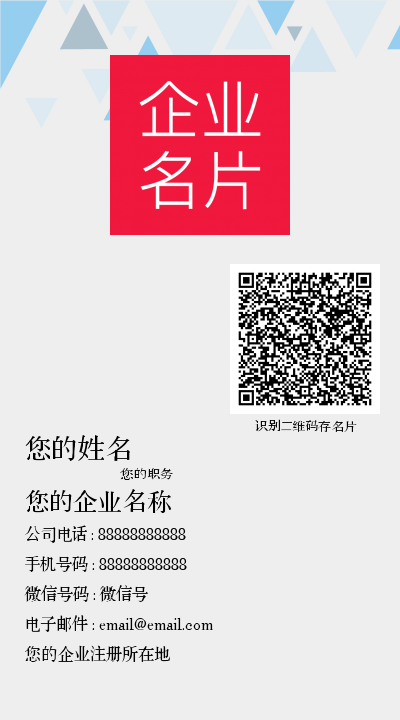 企业
名片
识别二维码存名片
您的姓名
您的职务
您的企业名称
公司电话 : 88888888888
手机号码 : 88888888888
微信号码 : 微信号
电子邮件 : email@email.com
您的企业注册所在地